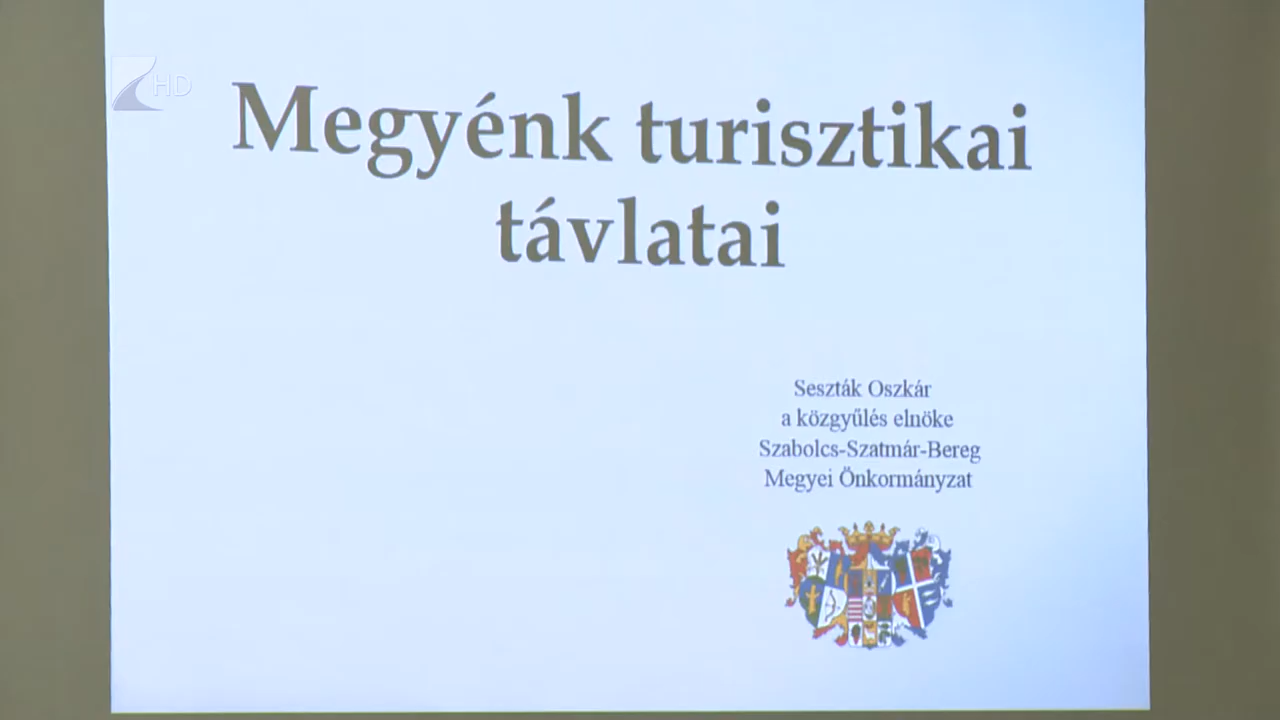 HD
Megyénk turisztikai
távlatai
Seszták Oszkár
a közgyűlés elnöke
Szabolcs-Szatmár-Bereg
Megyei Önkormányzat